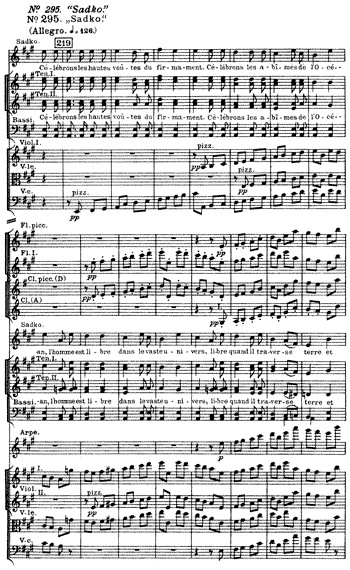 Nº 295. "Sadko."
Nº 295. „Sadko."
(Allegro. 𝅗𝅥. 126.)
219
Sadko.
Cé-lébrons les hautes voû-tes du fir-ma-ment. Célébrons les a-bî-mes de l'O-cé-
Ten.I.
Ten.II.
Bassi.
Cé-lébrons les hautes voû-tes du fir-ma-ment. Célébrons les a-bî-mes de l'O-cé-
Viol.I.
pizz.
pp
V-le.
pizz.
pp
V-c.
pizz.
pp
Fl. picc.
Fl. I.
pp
Cl. picc. (D)
pp
Cl. (A)
pp
Sadko.
an, l'homme est li-bre dans le vaste u-ni-vers, li-bre quand il tra-ver-se terre et
Ten.I.
Ten.II.
Bassi.
-an, l'homme est li-bre dans le vaste u-ni-vers, li-bre quand il tra-ver-se terre et
Arpe.
p
I.
Viol.
II.
pizz.
pp
V-le.
V-c.